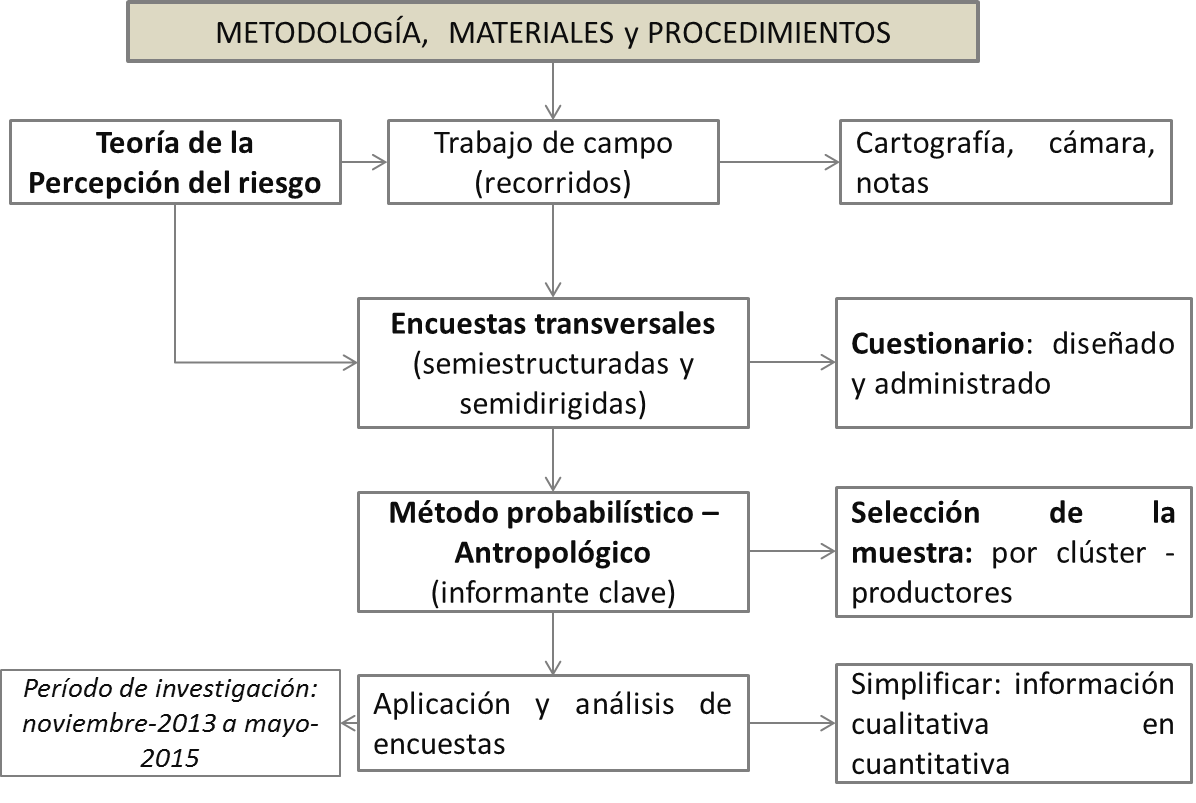 METODOLOGÍA, MATERIALES y PROCEDIMIENTOS
Teoría de la
Percepción del riesgo
Trabajo de campo
(recorridos)
Cartografía, cámara,
notas
Encuestas transversales
(semiestructuradas y
semidirigidas)
Cuestionario: diseñado
y administrado
Método probabilístico –
Antropológico
(informante clave)
Selección de la
muestra: por clúster -
productores
Período de investigación:
noviembre-2013 a mayo-
2015
Aplicación y análisis de
encuestas
Simplificar: información
cualitativa en
cuantitativa